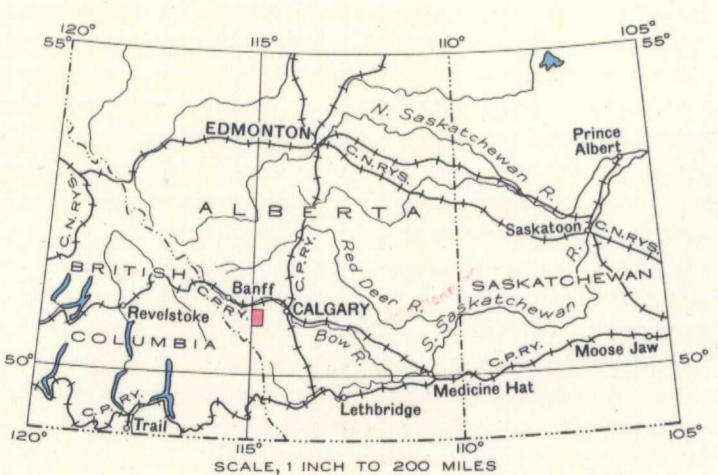 120°
115°
110°
105°
55°
55°
N. Saskatchewan R.
EDMONTON
Prince
Albert
C.N.RYS.
C.N.RYS.
ALBERTA
Saskatoon
C.N.RYS.
C.P.RY.
Red Deer R.
BRITISH
Banff
SASKATCHEWAN
C.P.RY.
CALGARY
S. Saskatchewan R.
Revelstoke
Bow R.
COLUMBIA
C.P.RY.
Moose Jaw
50°
50°
Medicine Hat
C.P.RY.
Lethbridge
Trail
120°
115°
110°
105°
SCALE, 1 INCH TO 200 MILES